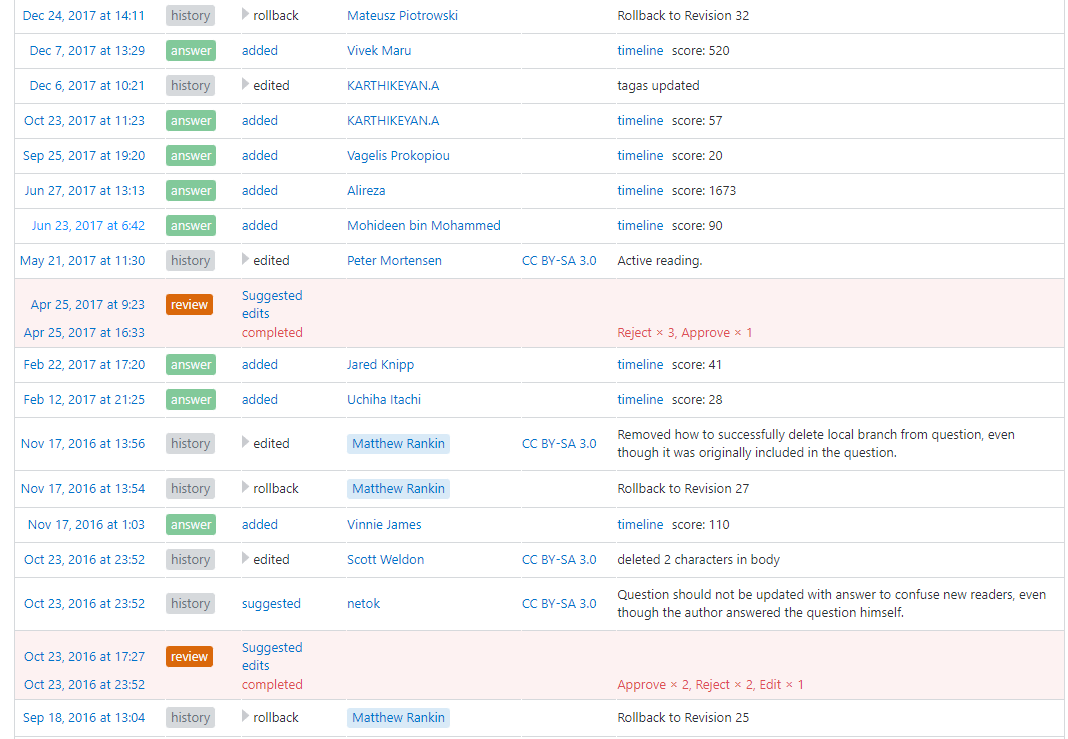 Dec 24, 2017 at 14:11 history rollback Mateusz Piotrowski Rollback to Revision 32
Dec 7, 2017 at 13:29 answer added Vivek Maru timeline score: 520
Dec 6, 2017 at 10:21 history edited KARTHIKEYAN.A tagas updated
Oct 23, 2017 at 11:23 answer added KARTHIKEYAN.A timeline score: 57
Sep 25, 2017 at 19:20 answer added Vagelis Prokopiou timeline score: 20
Jun 27, 2017 at 13:13 answer added Alireza timeline score: 1673
Jun 23, 2017 at 6:42 answer added Mohideen bin Mohammed timeline score: 90
May 21, 2017 at 11:30 history edited Peter Mortensen CC BY-SA 3.0 Active reading.
Apr 25, 2017 at 9:23 review Suggested
edits
Apr 25, 2017 at 16:33 completed Reject × 3, Approve × 1
Feb 22, 2017 at 17:20 answer added Jared Knipp timeline score: 41
Feb 12, 2017 at 21:25 answer added Uchiha Itachi timeline score: 28
Nov 17, 2016 at 13:56 history edited Matthew Rankin CC BY-SA 3.0 Removed how to successfully delete local branch from question, even
though it was originally included in the question.
Nov 17, 2016 at 13:54 history rollback Matthew Rankin Rollback to Revision 27
Nov 17, 2016 at 1:03 answer added Vinnie James timeline score: 110
Oct 23, 2016 at 23:52 history edited Scott Weldon CC BY-SA 3.0 deleted 2 characters in body
Oct 23, 2016 at 23:52 history suggested netok CC BY-SA 3.0 Question should not be updated with answer to confuse new readers, even
though the author answered the question himself.
Oct 23, 2016 at 17:27 review Suggested
edits
Oct 23, 2016 at 23:52 completed Approve × 2, Reject × 2, Edit × 1
Sep 18, 2016 at 13:04 history rollback Matthew Rankin Rollback to Revision 25